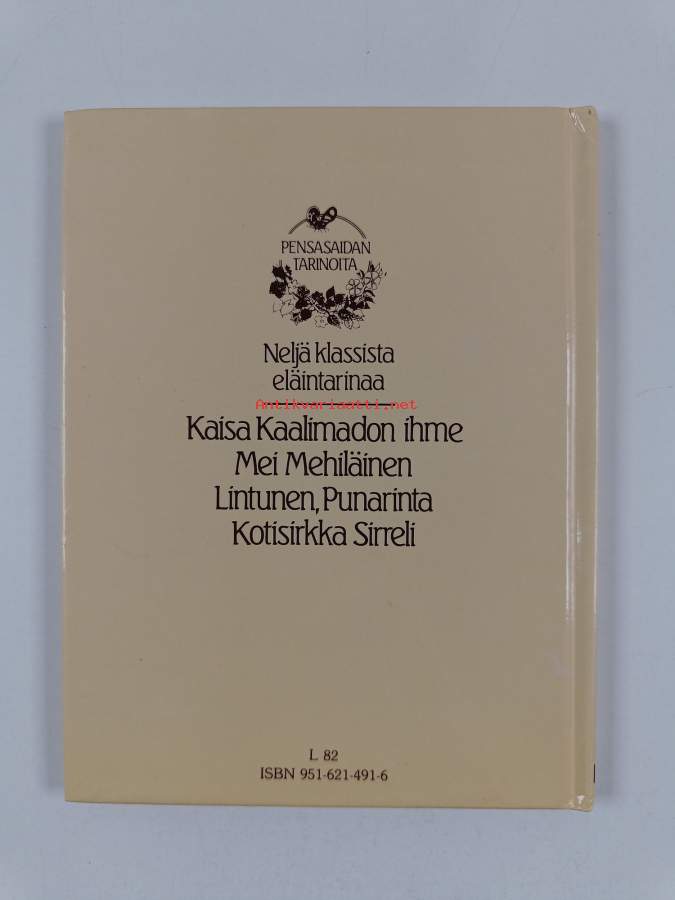 PENSASAIDAN
TARINOITA
Neljä klassista
eläintarinaa
Antikvariaatti.net
Kaisa Kaalimadon ihme
Mei Mehiläinen
Lintunen, Punarinta
Kotisirkka Sirreli
L 82
ISBN 951-621-491-6